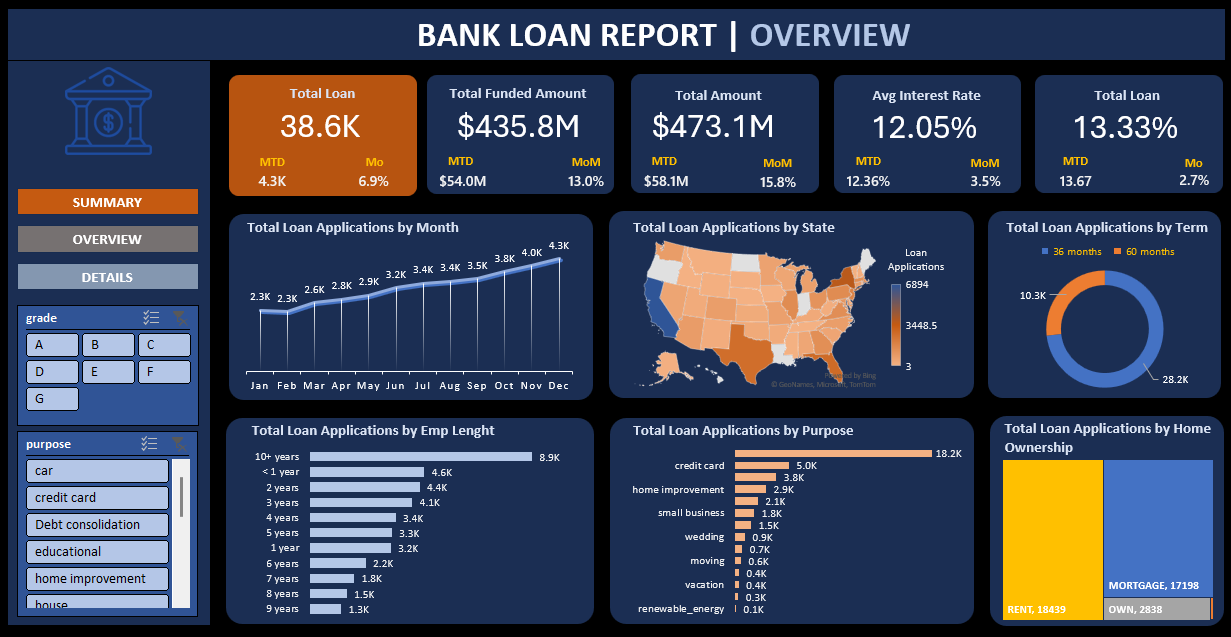 BANK LOAN REPORT | OVERVIEW
Total Loan
38.6K
MTD
Mo
4.3K
6.9%
Total Funded Amount
$435.8M
MTD
MoM
$54.0M
13.0%
Total Amount
$473.1M
MTD
MoM
$58.1M
15.8%
Avg Interest Rate
12.05%
MTD
MoM
12.36%
3.5%
Total Loan
13.33%
MTD
Mo
13.67
2.7%
SUMMARY
OVERVIEW
DETAILS
grade
A
B
C
D
E
F
G
purpose
car
credit card
Debt consolidation
educational
home improvement
house
Total Loan Applications by Month
2.3K
2.3K
2.6K
2.8K
2.9K
3.2K
3.4K
3.4K
3.5K
3.8K
4.0K
4.3K
Jan
Feb
Mar
Apr
May
Jun
Jul
Aug
Sep
Oct
Nov
Dec
Total Loan Applications by State
Loan
Applications
6894
3448.5
3
Powered by Bing
© GeoNames, Microsoft, TomTom
Total Loan Applications by Term
36 months
60 months
10.3K
28.2K
Total Loan Applications by Emp Lenght
10+ years
8.9K
< 1 year
4.6K
2 years
4.4K
3 years
4.1K
4 years
3.4K
5 years
3.3K
1 year
3.2K
6 years
2.2K
7 years
1.8K
8 years
1.5K
9 years
1.3K
Total Loan Applications by Purpose
18.2K
credit card
5.0K
3.8K
home improvement
2.9K
2.1K
small business
1.8K
1.5K
wedding
0.9K
0.7K
moving
0.6K
0.4K
vacation
0.4K
0.3K
renewable_energy
0.1K
Total Loan Applications by Home
Ownership
RENT, 18439
MORTGAGE, 17198
OWN, 2838